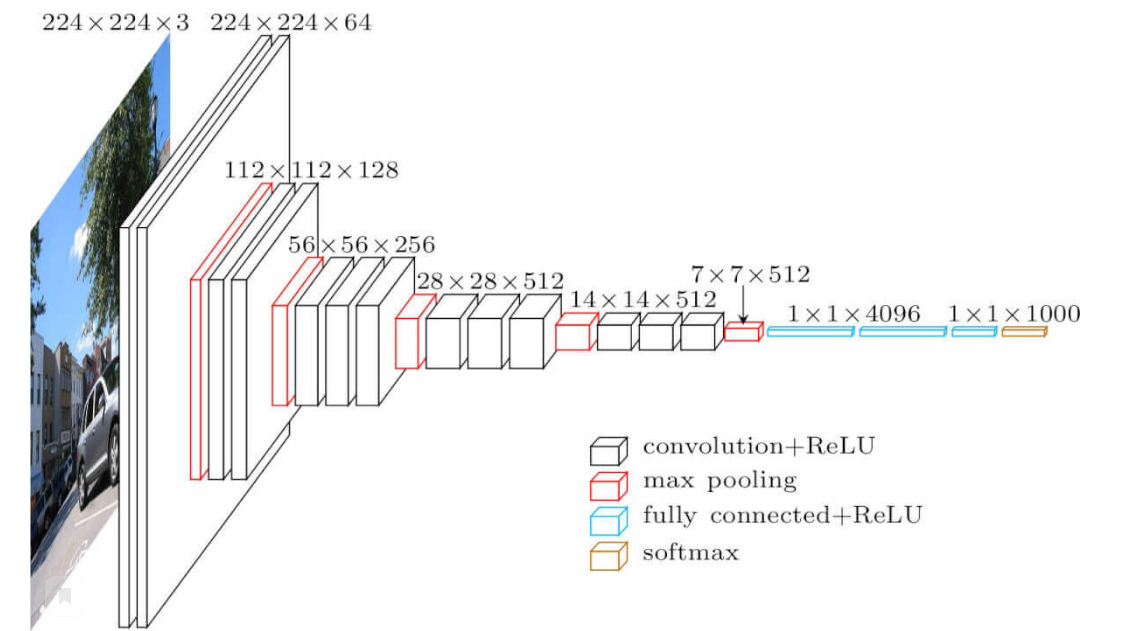 224×224×3
224×224×64
112×112×128
56×56×256
28×28×512
14×14×512
7×7×512
1×1×4096
1×1×1000
convolution+ReLU
max pooling
fully connected+ReLU
softmax